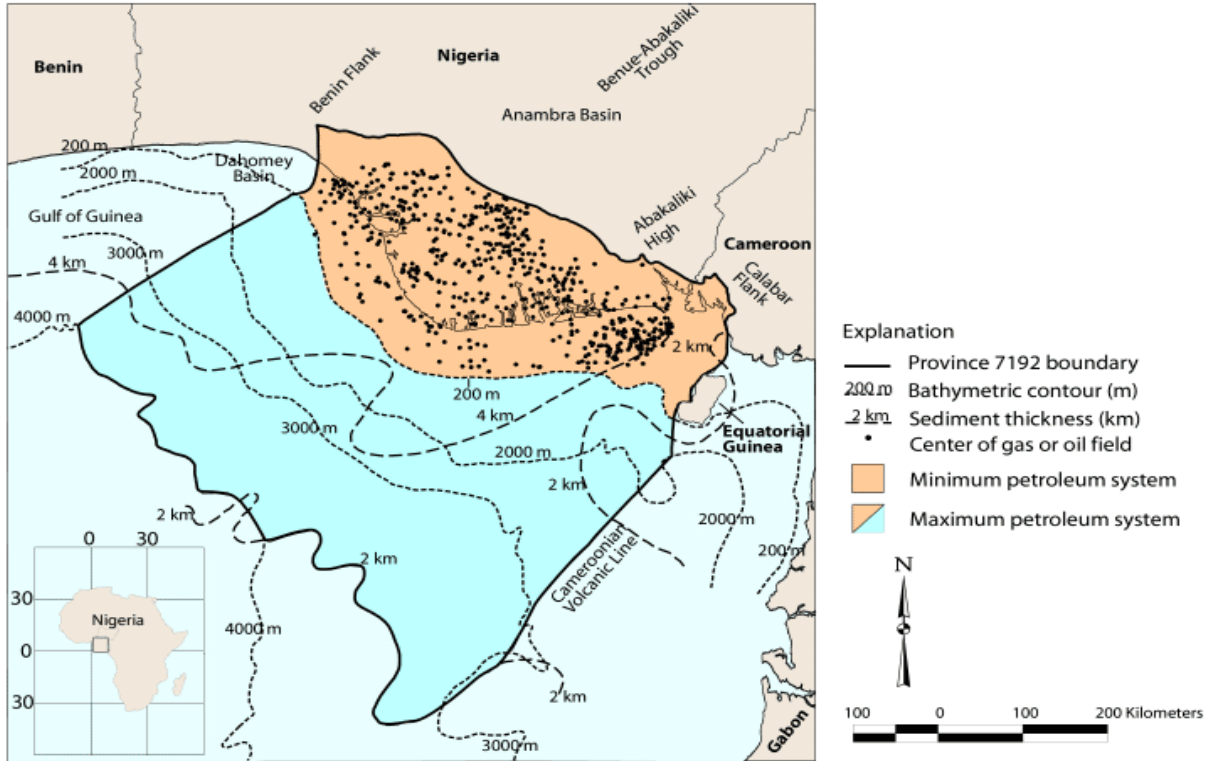 Benin
Nigeria
Benin Flank
Benue-Abakaliki
Trough
Anambra Basin
200 m
2000 m
Dahomey
Basin
Gulf of Guinea
3000 m
4 km
4000 m
Abakaliki
High
Cameroon
Calabar
Flank
2 km
200 m
4 km
3000 m
2000 m
Equatorial
Guinea
2 km
2000 m
200 m
2 km
2 km
Cameroonian
Volcanic Line
4000 m
2 km
3000 m
Gabon
0 30
30
Nigeria
0
30
Explanation
Province 7192 boundary
200 m Bathymetric contour (m)
2 km Sediment thickness (km)
Center of gas or oil field
Minimum petroleum system
Maximum petroleum system
N
100 0 100 200 Kilometers